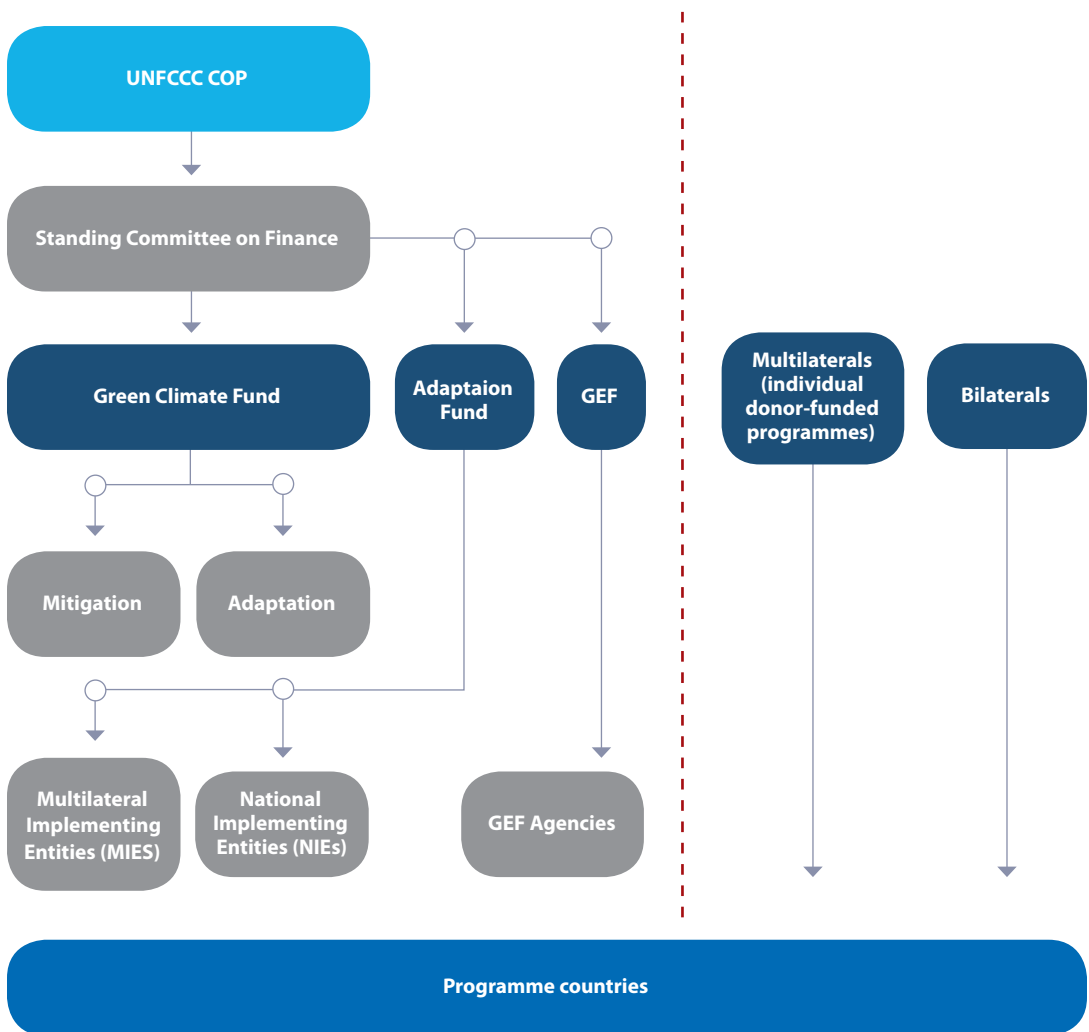 UNFCCC COP
Standing Committee on Finance
Green Climate Fund
Adaptaion
Fund
GEF
Multilaterals
(individual
donor-funded
programmes)
Bilaterals
Mitigation
Adaptation
Multilateral
Implementing
Entities (MIES)
National
Implementing
Entities (NIEs)
GEF Agencies
Programme countries